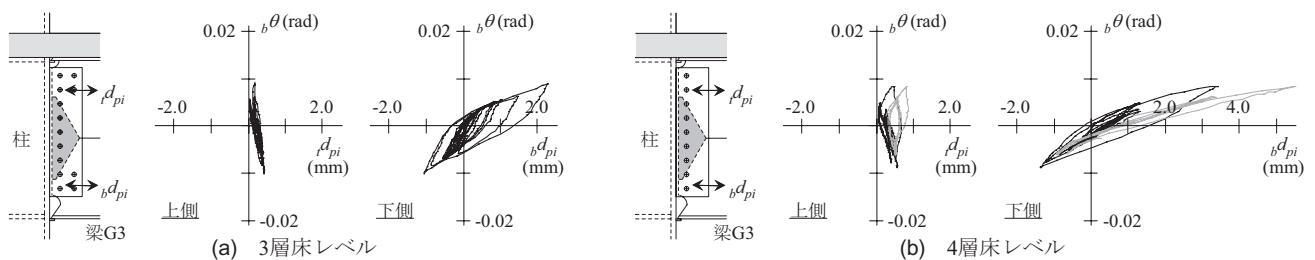 柱
tdpi
bdpi
梁G3
0.02
bθ (rad)
-2.0
2.0
tdpi
(mm)
上側
-0.02
0.02
bθ (rad)
-2.0
2.0
bdpi
(mm)
下側
-0.02
(a) 3層床レベル
柱
tdpi
bdpi
梁G3
0.02
bθ (rad)
-2.0
2.0
tdpi
(mm)
上側
-0.02
0.02
bθ (rad)
-2.0
2.0
4.0
bdpi
(mm)
下側
-0.02
(b) 4層床レベル